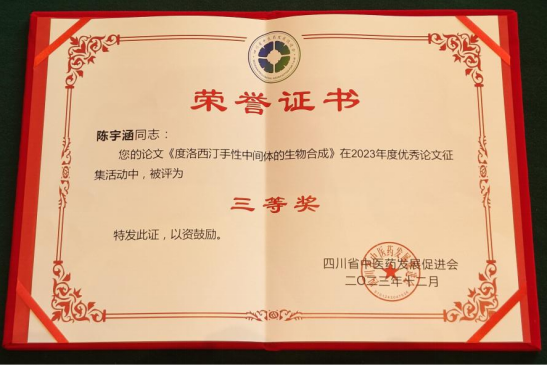 荣誉证书
陈宇涵同志：
您的论文《度洛西汀手性中间体的生物合成》在2023年度优秀论文征
集活动中，被评为
三等奖
特发此证，以资鼓励。
四川省中医药发展促进会
二〇二三年十二月